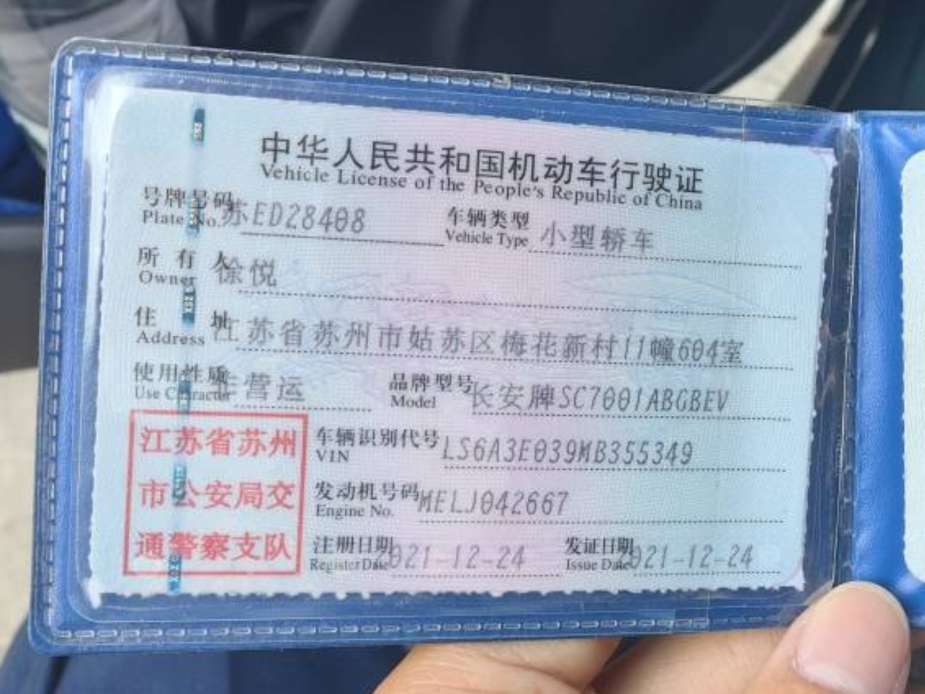 中华人民共和国机动车行驶证
Vehicle License of the People's Republic of China
号牌号码 苏ED28408 车辆类型 小型轿车
Plate No. Vehicle Type
所有人 徐悦
Owner
住址 江苏省苏州市姑苏区梅花新村11幢604室
Address
使用性质 非营运 品牌型号 长安牌SC7001ABGBEV
Use Character Model
江苏省苏州
市公安局交
通警察支队
车辆识别代号 LS6A3E039MB355349
VIN
发动机号码 MELJ042667
Engine No.
注册日期 2021-12-24 发证日期 2021-12-24
Register Date Issue Date